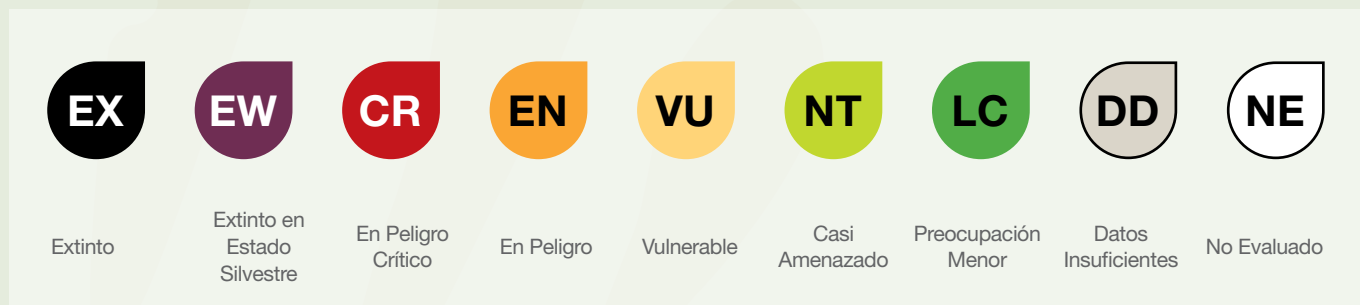 EX EW CR EN VU NT LC DD NE
Extinto
Extinto en
Estado
Silvestre
En Peligro
Crítico
En Peligro
Vulnerable
Casi
Amenazado
Preocupación
Menor
Datos
Insuficientes
No Evaluado